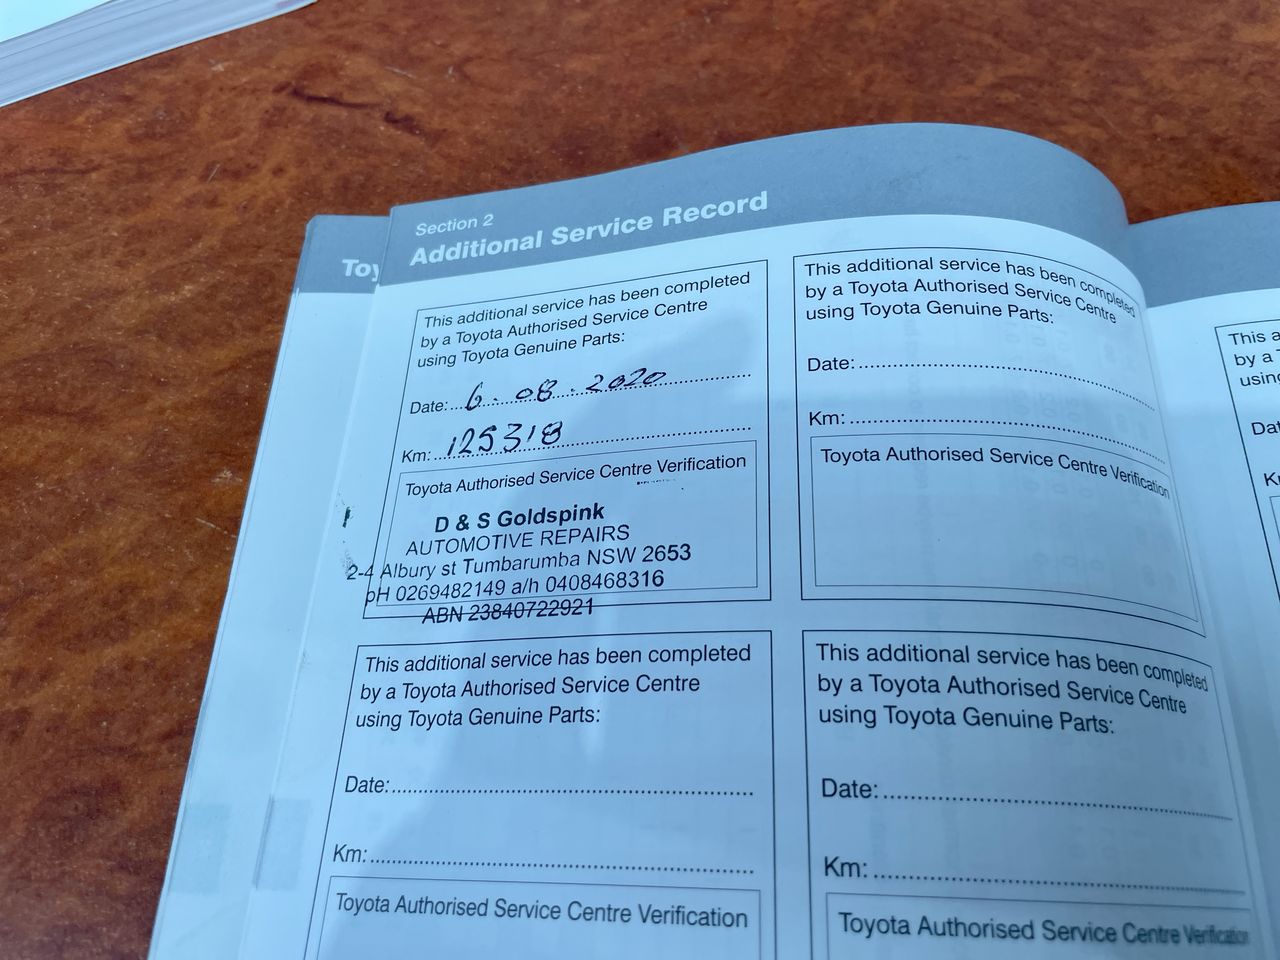 Toy
Section 2
Additional Service Record
This additional service has been completed
by a Toyota Authorised Service Centre
using Toyota Genuine Parts:
Date: 6.08.2020
Km: 125318
Toyota Authorised Service Centre Verification
D & S Goldspink
AUTOMOTIVE REPAIRS
2-4 Albury st Tumbarumba NSW 2653
pH 0269482149 a/h 0408468316
ABN 23840722921
This additional service has been completed
by a Toyota Authorised Service Centre
using Toyota Genuine Parts:
Date:
Km:
Toyota Authorised Service Centre Verification
This additional service has been completed
by a Toyota Authorised Service Centre
using Toyota Genuine Parts:
Date:
Km:
Toyota Authorised Service Centre Verification
This additional service has been completed
by a Toyota Authorised Service Centre
using Toyota Genuine Parts:
Date:
Km:
Toyota Authorised Service Centre Verification
This a
by a
usin
Dat
K